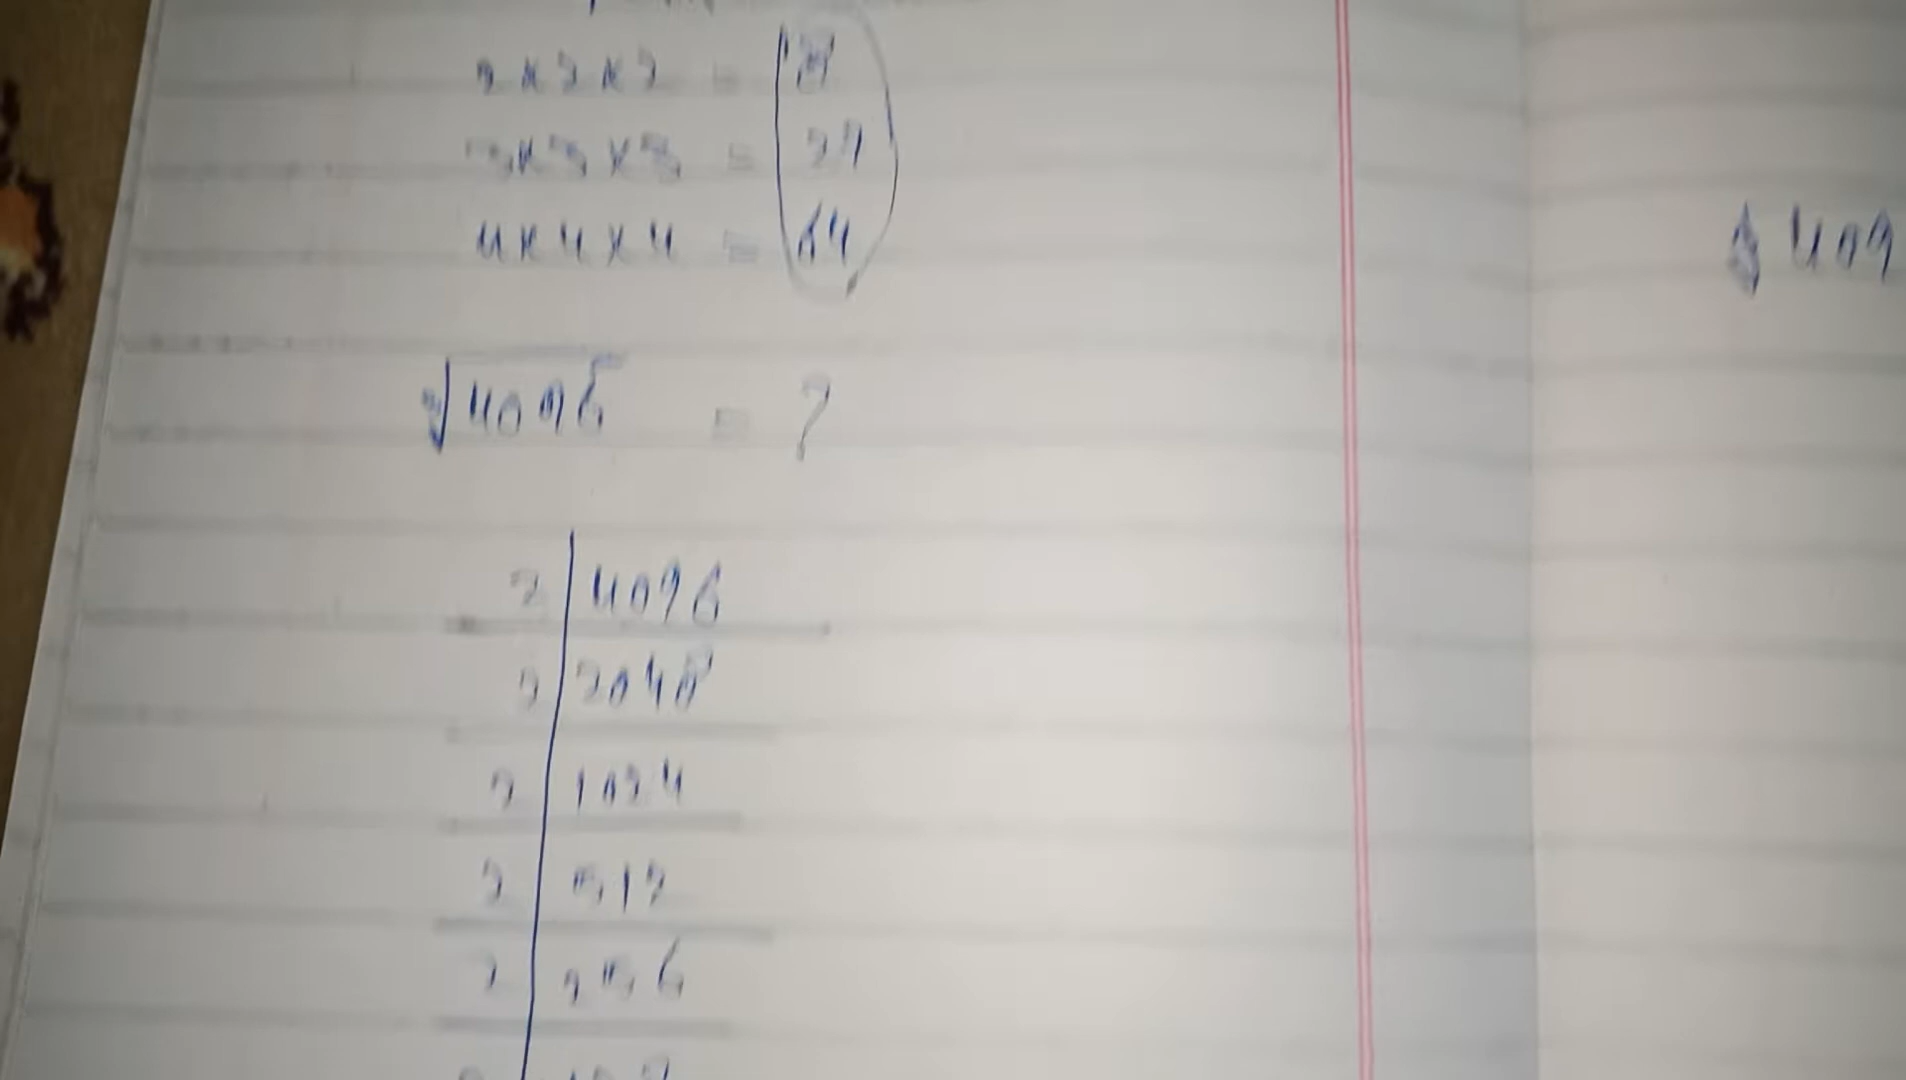 2 × 2 × 2 = 8
3 × 3 × 3 = 27
4 × 4 × 4 = 64
∛4096 = ?
2 | 4096
2 | 2048
2 | 1024
2 | 512
2 | 256
409